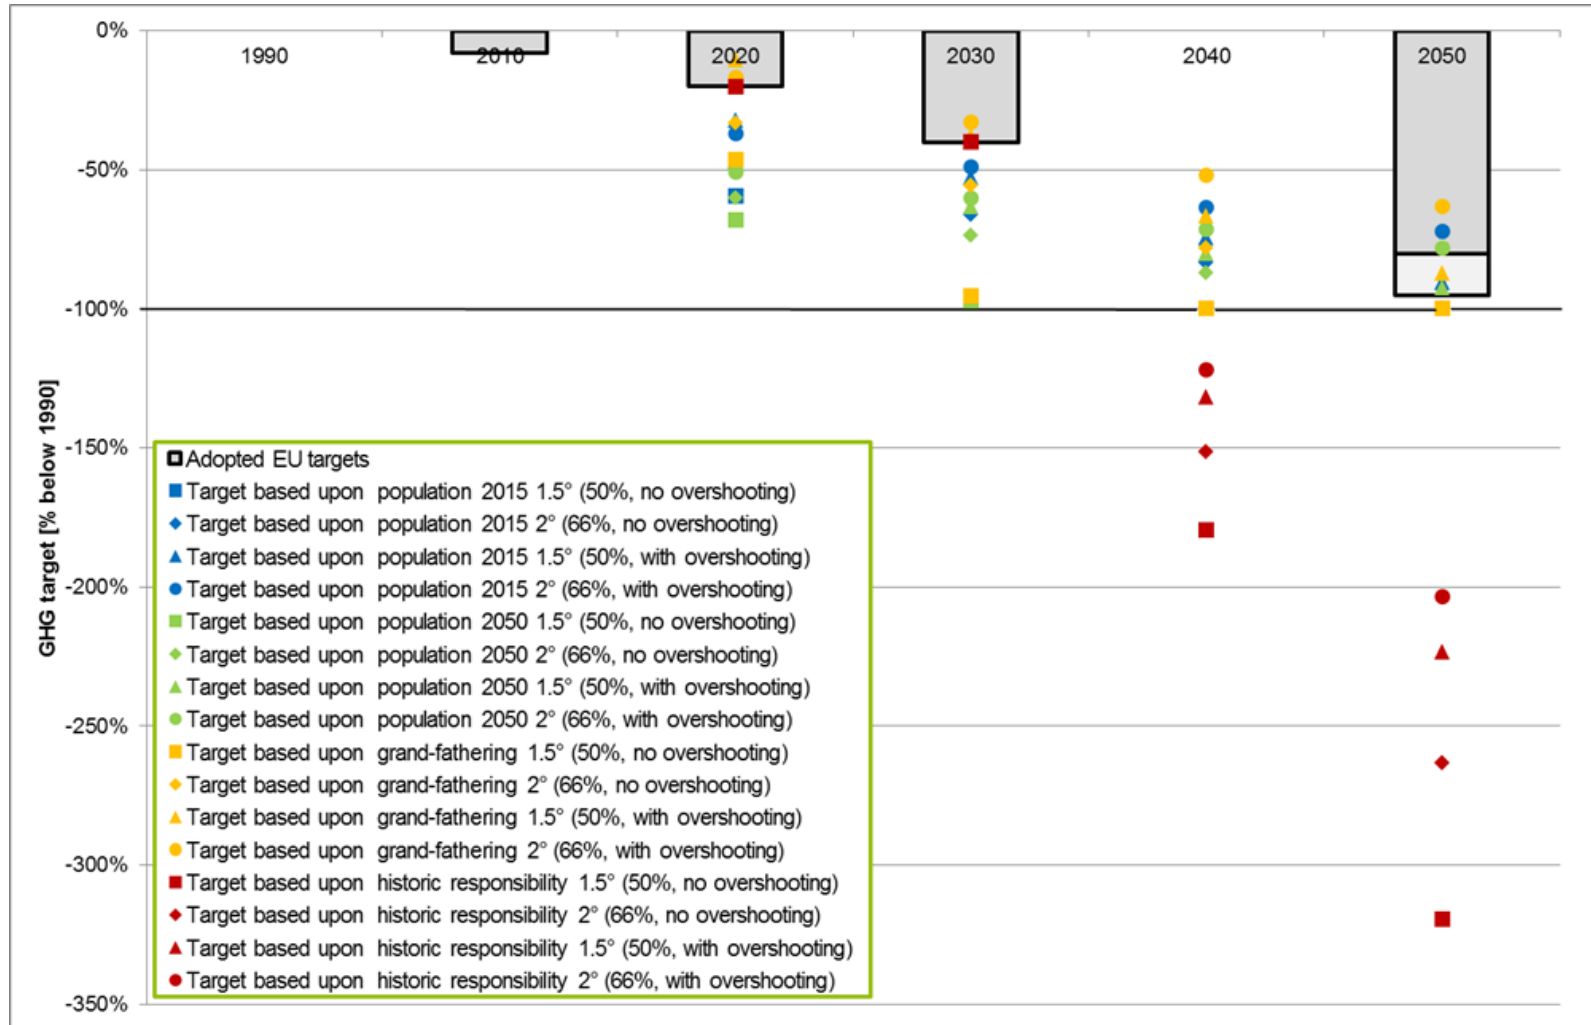 0%
1990
2010
2020
2030
2040
2050
-50%
-100%
-150%
-200%
-250%
-300%
-350%
GHG target [% below 1990]
Adopted EU targets
Target based upon population 2015 1.5° (50%, no overshooting)
Target based upon population 2015 2° (66%, no overshooting)
Target based upon population 2015 1.5° (50%, with overshooting)
Target based upon population 2015 2° (66%, with overshooting)
Target based upon population 2050 1.5° (50%, no overshooting)
Target based upon population 2050 2° (66%, no overshooting)
Target based upon population 2050 1.5° (50%, with overshooting)
Target based upon population 2050 2° (66%, with overshooting)
Target based upon grand-fathering 1.5° (50%, no overshooting)
Target based upon grand-fathering 2° (66%, no overshooting)
Target based upon grand-fathering 1.5° (50%, with overshooting)
Target based upon grand-fathering 2° (66%, with overshooting)
Target based upon historic responsibility 1.5° (50%, no overshooting)
Target based upon historic responsibility 2° (66%, no overshooting)
Target based upon historic responsibility 1.5° (50%, with overshooting)
Target based upon historic responsibility 2° (66%, with overshooting)